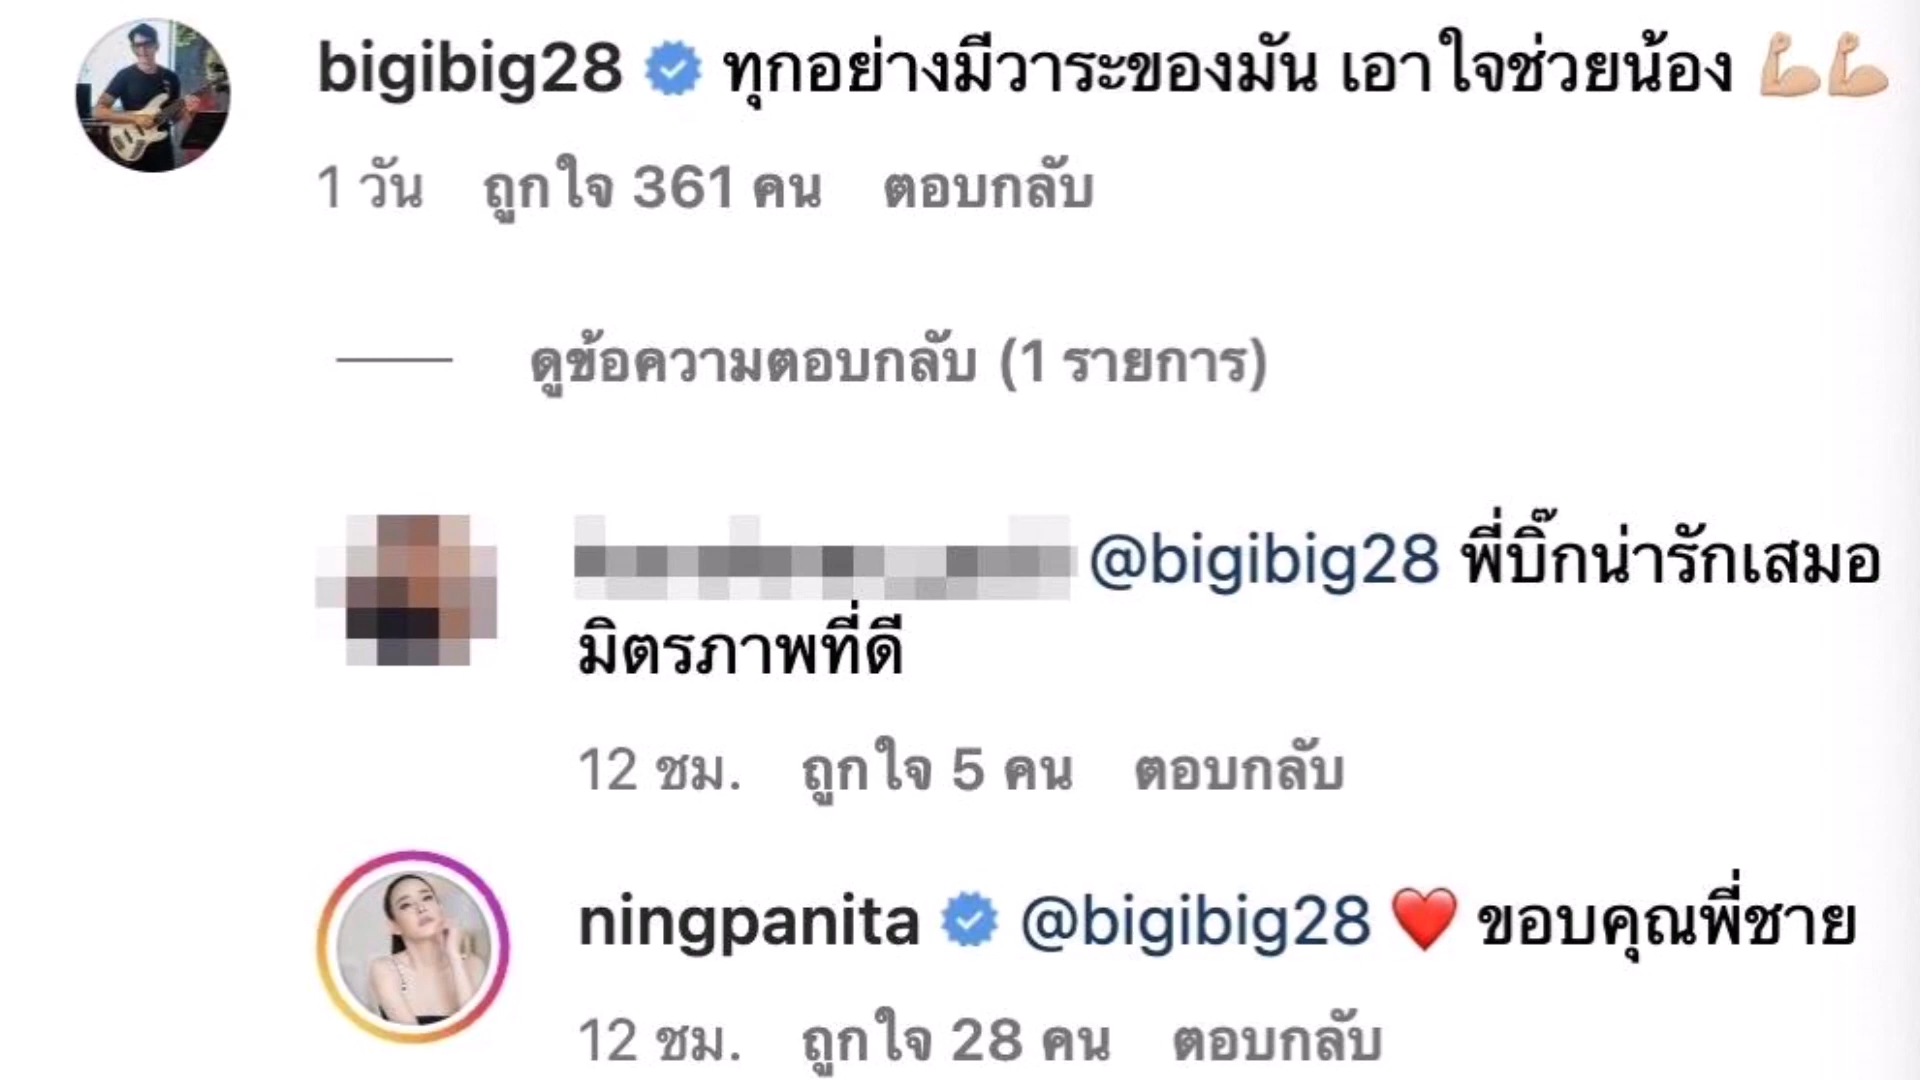 bigibig28 ทุกอย่างมีวาระของมัน เอาใจช่วยน้อง 💪🏼💪🏼
1 วัน ถูกใจ 361 คน ตอบกลับ
ดูข้อความตอบกลับ (1 รายการ)
@bigibig28 พี่บิ๊กน่ารักเสมอ
มิตรภาพที่ดี
12 ชม. ถูกใจ 5 คน ตอบกลับ
ningpanita @bigibig28 ❤️ ขอบคุณพี่ชาย
12 ชม. ถูกใจ 28 คน ตอบกลับ